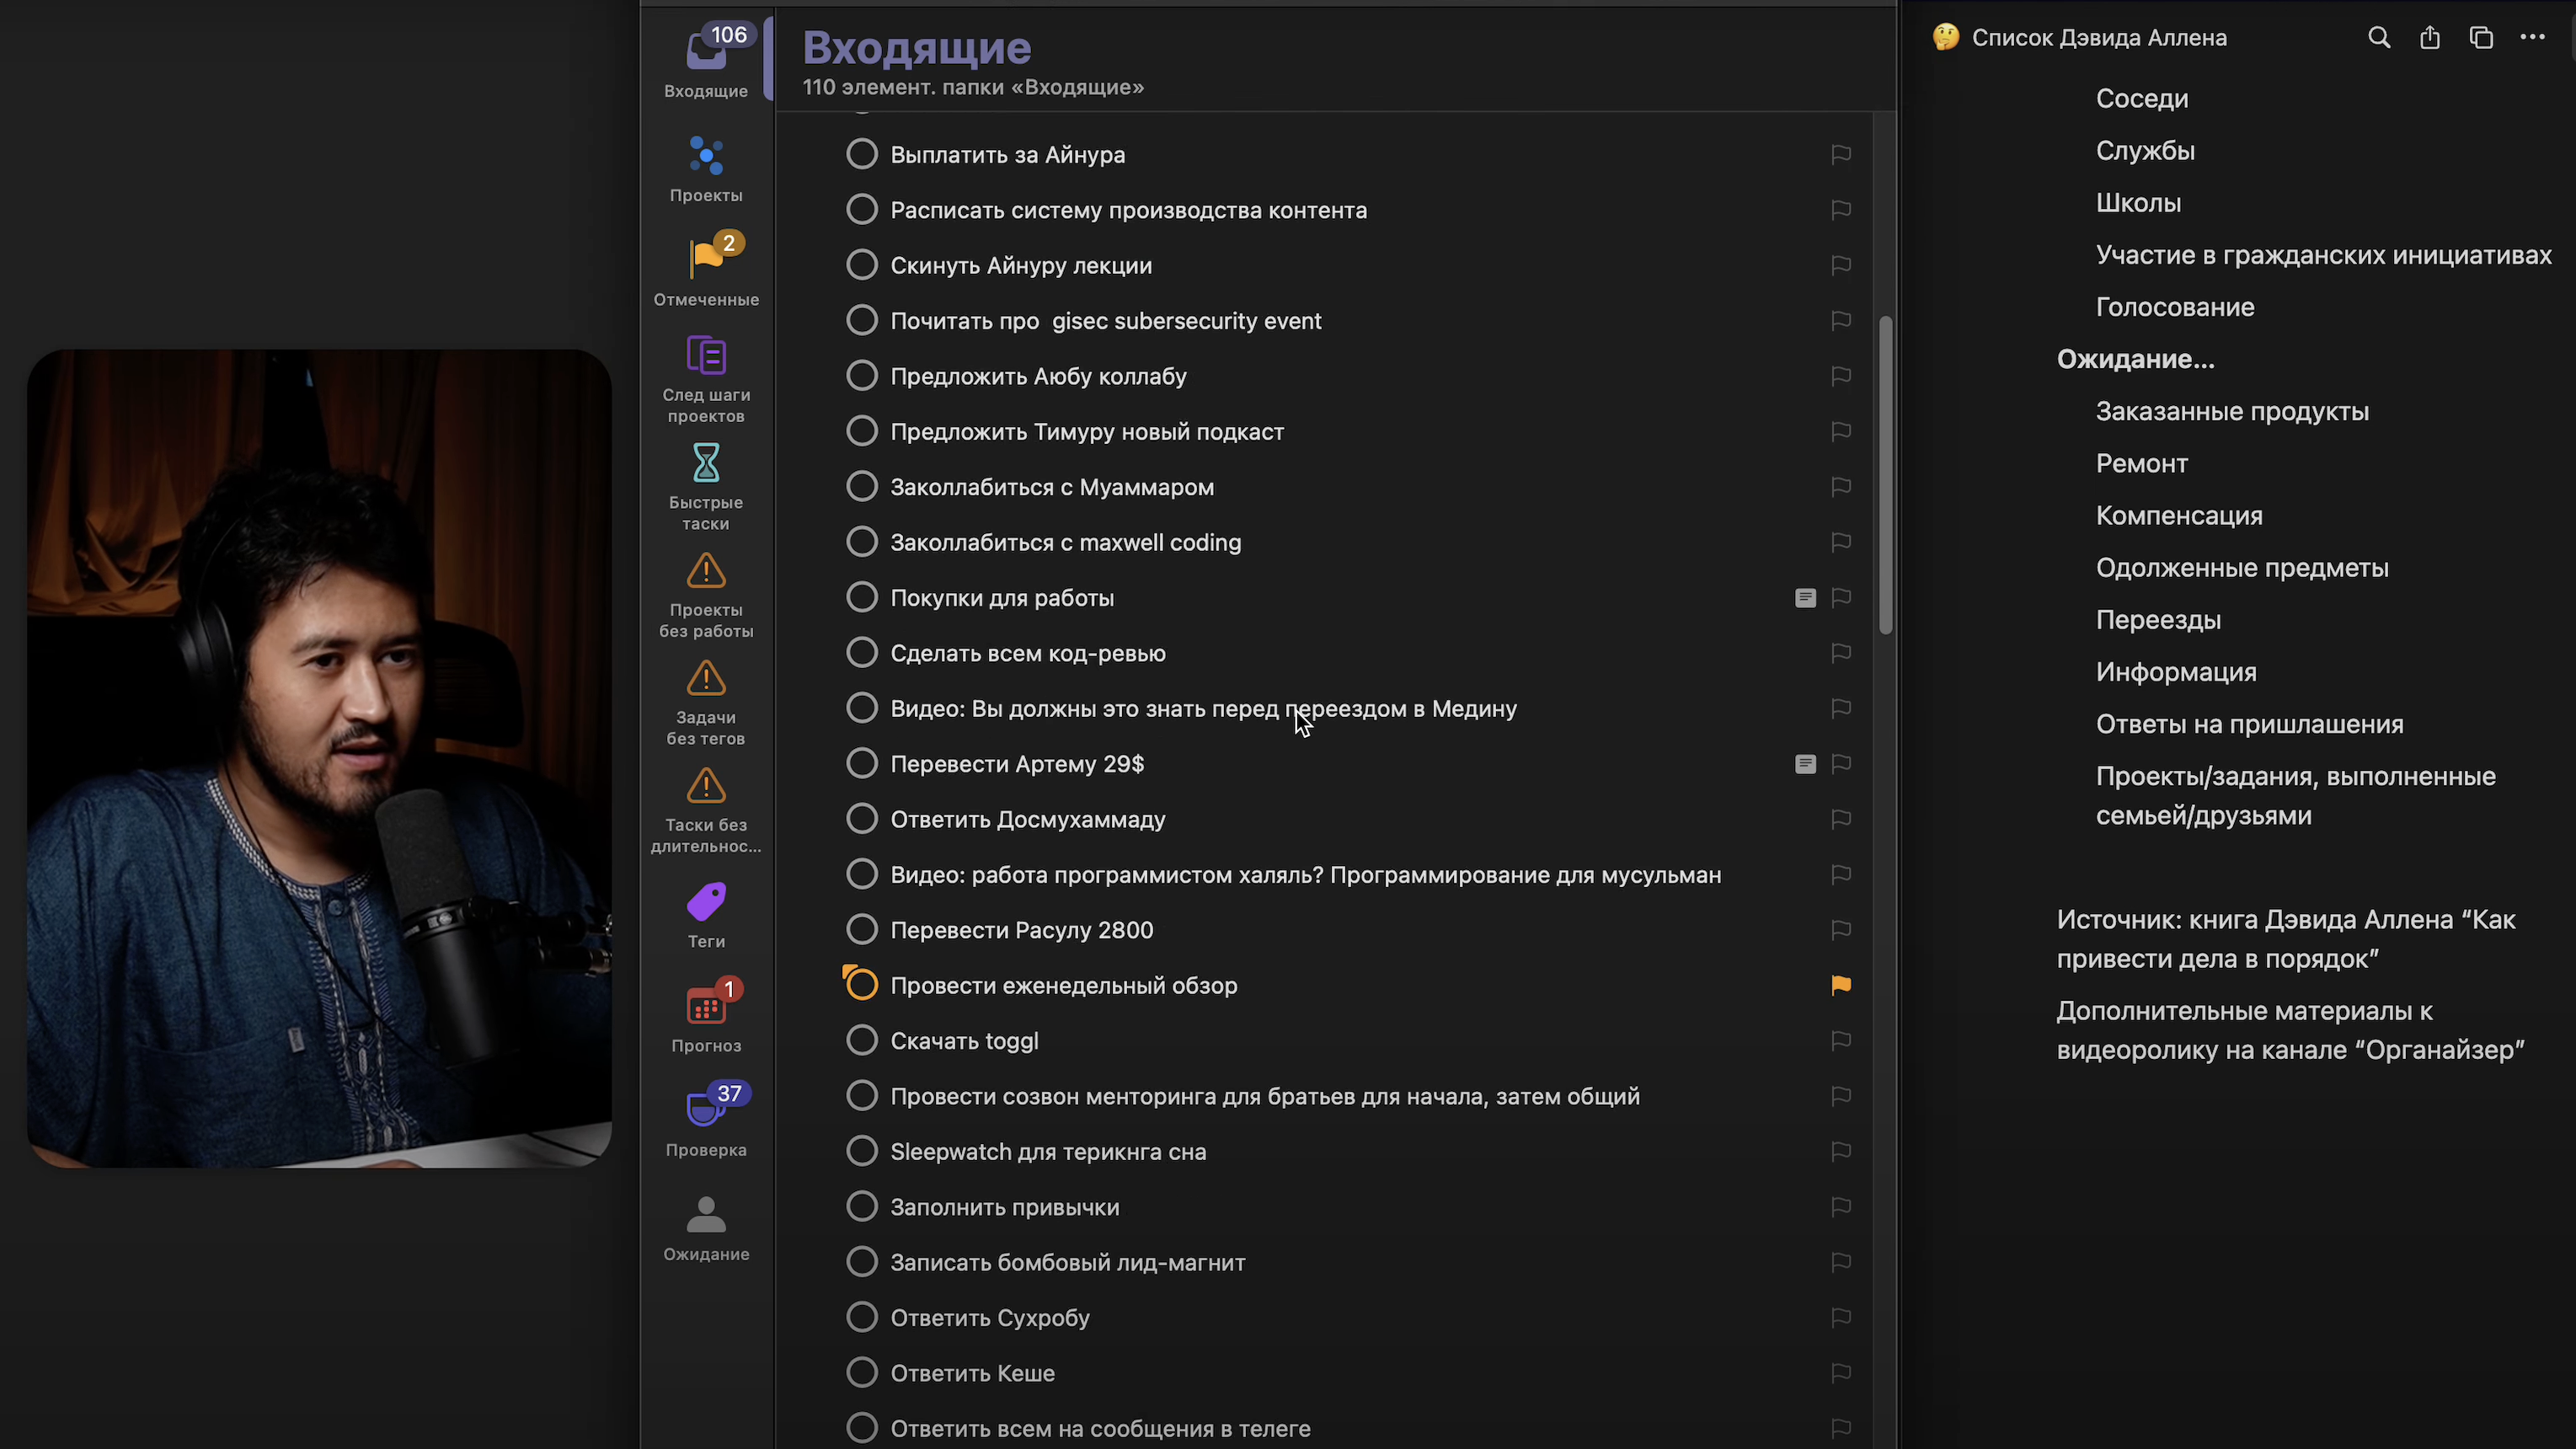 106
Входящие
Проекты
2
Отмеченные
След шаги
проектов
Быстрые
таски
Проекты
без работы
Задачи
без тегов
Таски без
длительнос...
Теги
1
Прогноз
37
Проверка
Ожидание
Входящие
110 элемент. папки «Входящие»
Выплатить за Айнура
Расписать систему производства контента
Скинуть Айнуру лекции
Почитать про  gisec subersecurity event
Предложить Аюбу коллабу
Предложить Тимуру новый подкаст
Заколлабиться с Муаммаром
Заколлабиться с maxwell coding
Покупки для работы
Сделать всем код-ревью
Видео: Вы должны это знать перед переездом в Медину
Перевести Артему 29$
Ответить Досмухаммаду
Видео: работа программистом халяль? Программирование для мусульман
Перевести Расулу 2800
Провести еженедельный обзор
Скачать toggl
Провести созвон менторинга для братьев для начала, затем общий
Sleepwatch для терикнга сна
Заполнить привычки
Записать бомбовый лид-магнит
Ответить Сухробу
Ответить Кеше
Ответить всем на сообщения в телеге
Список Дэвида Аллена
Соседи
Службы
Школы
Участие в гражданских инициативах
Голосование
Ожидание...
Заказанные продукты
Ремонт
Компенсация
Одолженные предметы
Переезды
Информация
Ответы на пришлашения
Проекты/задания, выполненные
семьей/друзьями
Источник: книга Дэвида Аллена “Как
привести дела в порядок”
Дополнительные материалы к
видеоролику на канале “Органайзер”